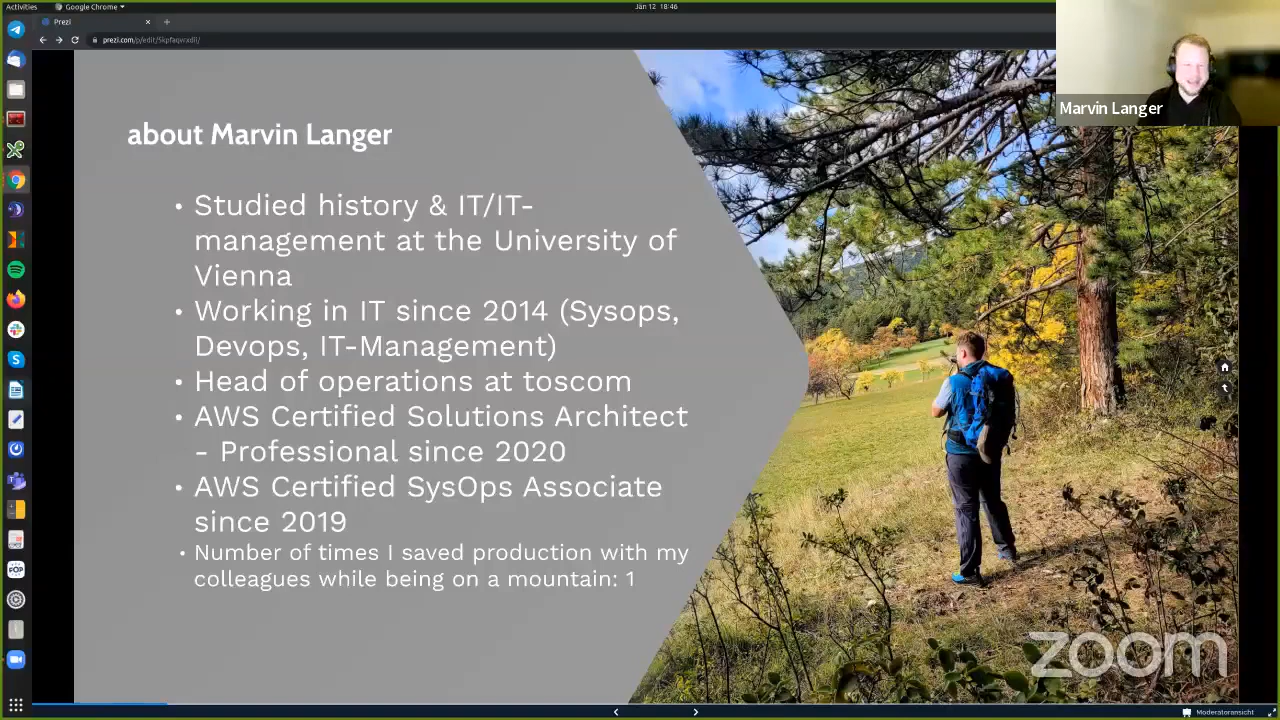 Activities
Google Chrome
Jän 12 18:46
Prezi
prezi.com/p/edit/5kpfaqvrxdli/
Marvin Langer
about Marvin Langer
• Studied history & IT/IT-
management at the University of
Vienna
• Working in IT since 2014 (Sysops,
Devops, IT-Management)
• Head of operations at toscom
• AWS Certified Solutions Architect
- Professional since 2020
• AWS Certified SysOps Associate
since 2019
• Number of times I saved production with my
colleagues while being on a mountain: 1
zoom
Moderatoransicht